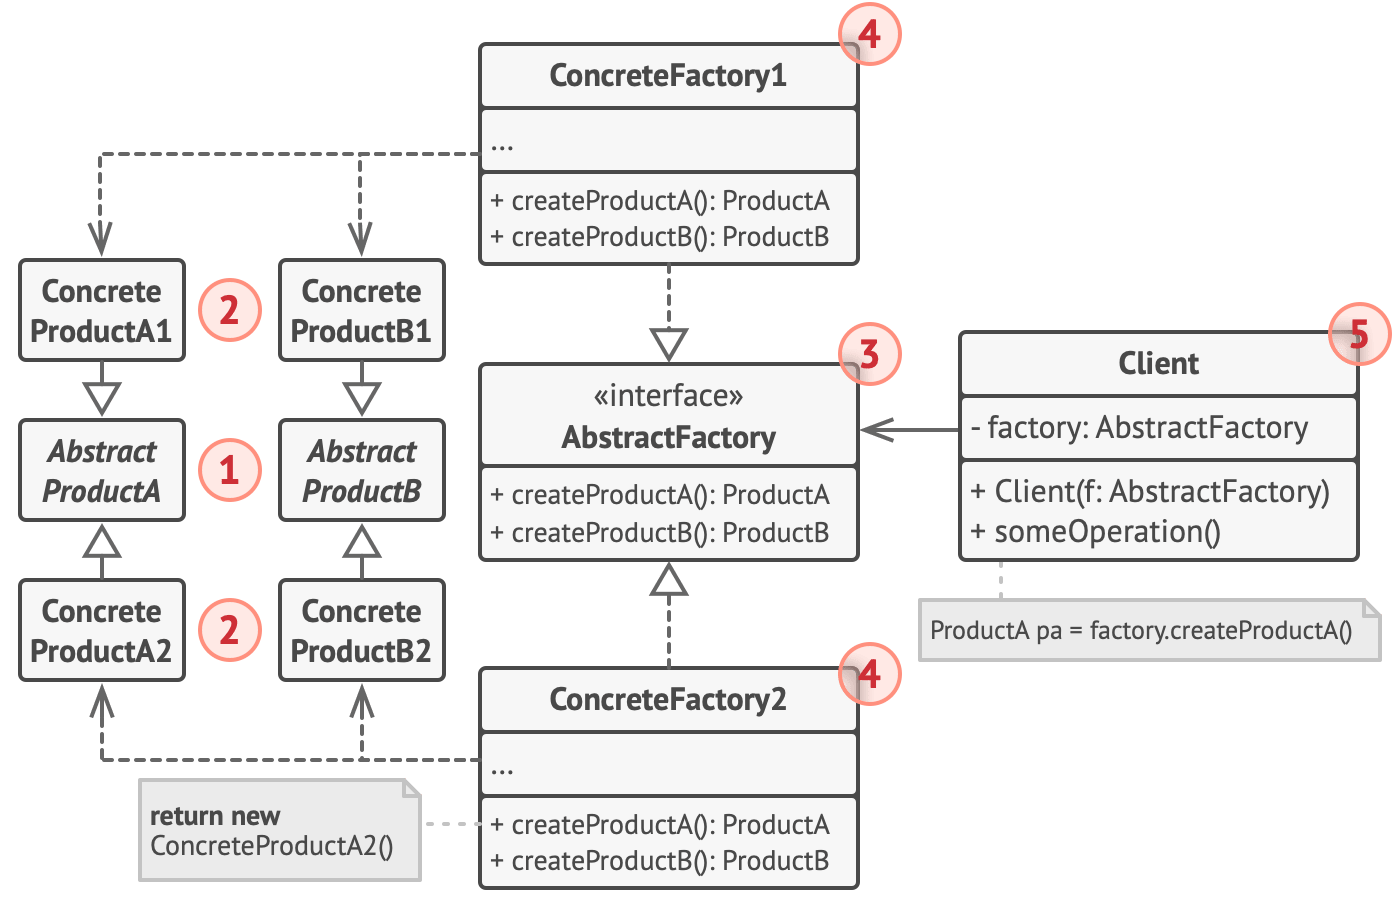 4
ConcreteFactory1
...
+ createProductA(): ProductA
+ createProductB(): ProductB
Concrete
ProductA1
2
Concrete
ProductB1
Abstract
ProductA
1
Abstract
ProductB
Concrete
ProductA2
2
Concrete
ProductB2
3
«interface»
AbstractFactory
+ createProductA(): ProductA
+ createProductB(): ProductB
5
Client
- factory: AbstractFactory
+ Client(f: AbstractFactory)
+ someOperation()
ProductA pa = factory.createProductA()
4
ConcreteFactory2
...
+ createProductA(): ProductA
+ createProductB(): ProductB
return new
ConcreteProductA2()